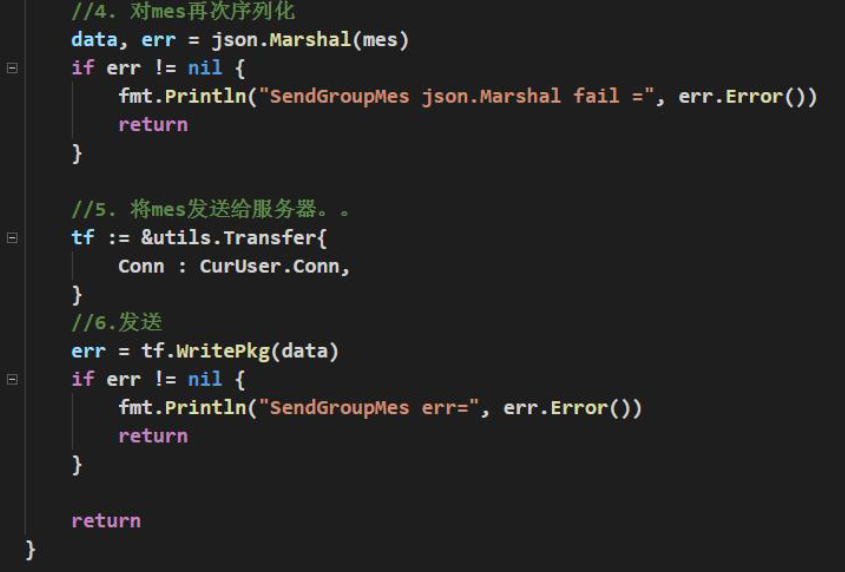 //4. 对mes再次序列化
data, err = json.Marshal(mes)
if err != nil {
fmt.Println("SendGroupMes json.Marshal fail =", err.Error())
return
}
//5. 将mes发送给服务器。。
tf := &utils.Transfer{
Conn : CurUser.Conn,
}
//6.发送
err = tf.WritePkg(data)
if err != nil {
fmt.Println("SendGroupMes err=", err.Error())
return
}
return
}